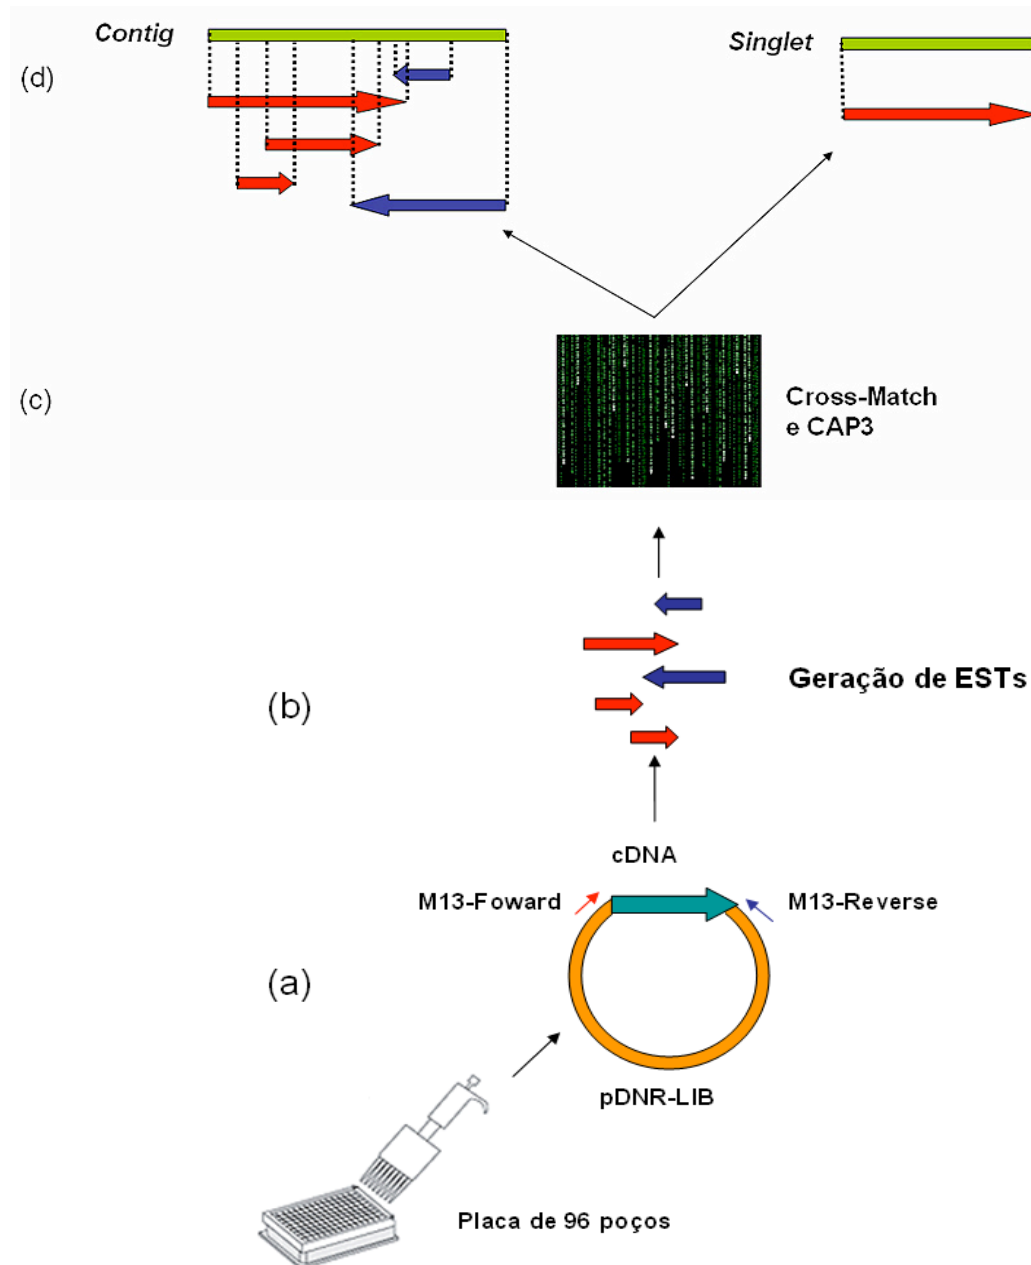 Contig
Singlet
(d)
(c)
Cross-Match
e CAP3
(b)
Geração de ESTs
cDNA
M13-Foward
M13-Reverse
(a)
pDNR-LIB
Placa de 96 poços